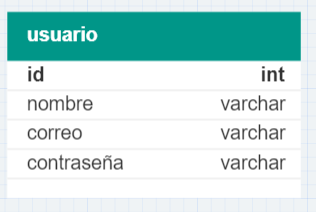 usuario
id int
nombre varchar
correo varchar
contraseña varchar